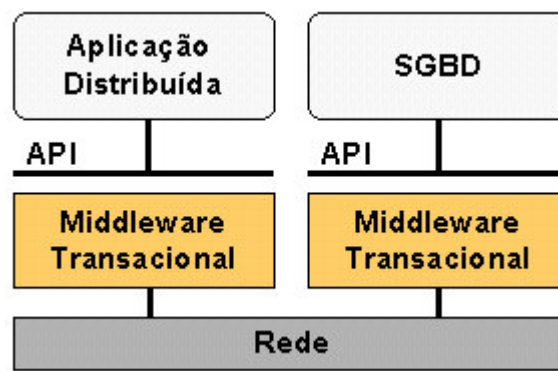 Aplicação
Distribuída
SGBD
API
API
Middleware
Transacional
Middleware
Transacional
Rede